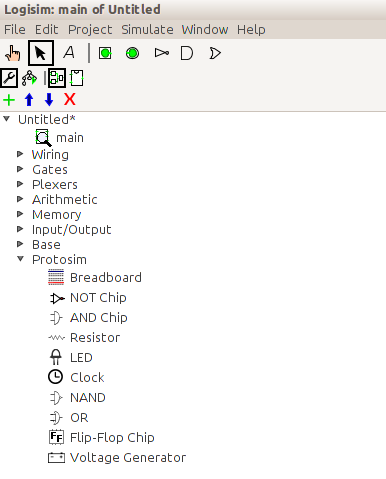 Logisim: main of Untitled
File Edit Project Simulate Window Help
A
Untitled*
main
Wiring
Gates
Plexers
Arithmetic
Memory
Input/Output
Base
Protosim
Breadboard
NOT Chip
AND Chip
Resistor
LED
Clock
NAND
OR
FF Flip-Flop Chip
Voltage Generator